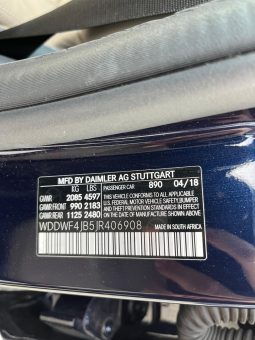 MFD BY DAIMLER AG STUTTGART
KG LBS
GVWR 2085 4597
GAWR FRONT 990 2183
GAWR REAR 1125 2480
PASSENGER CAR 890 04/18
THIS VEHICLE CONFORMS TO ALL APPLICABLE
U.S. FEDERAL MOTOR VEHICLE SAFETY, BUMPER
AND THEFT PREVENTION STANDARDS IN EFFECT
ON THE DATE OF MANUFACTURE SHOWN ABOVE.
WDDWF4JB5JR406908
MADE IN SOUTH AFRICA